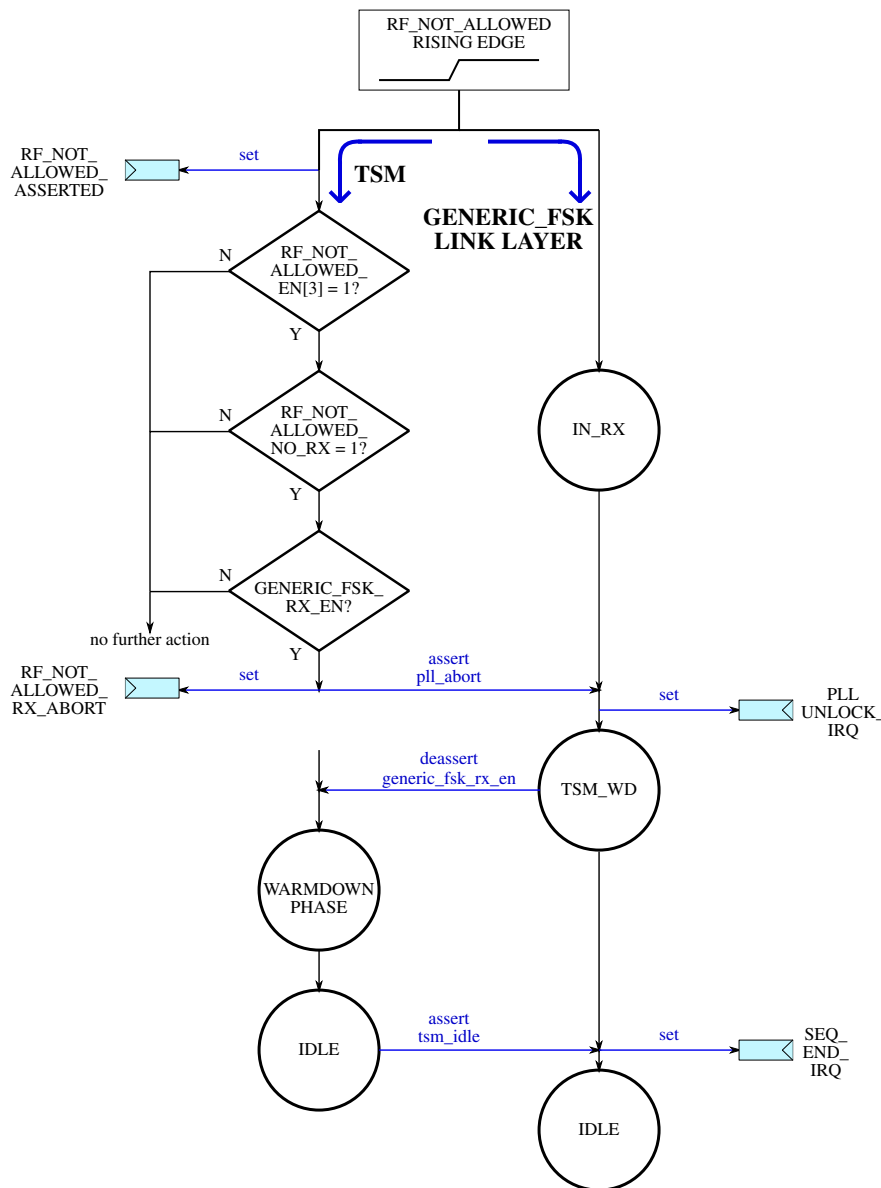 RF_NOT_ALLOWED
RISING EDGE
RF_NOT_
ALLOWED_
ASSERTED
set
TSM
GENERIC_FSK
LINK LAYER
N
RF_NOT_
ALLOWED_
EN[3] = 1?
Y
N
RF_NOT_
ALLOWED_
NO_RX = 1?
IN_RX
Y
N
GENERIC_FSK_
RX_EN?
no further action
Y
RF_NOT_
ALLOWED_
RX_ABORT
set
assert
pll_abort
set
PLL
UNLOCK_
IRQ
deassert
generic_fsk_rx_en
TSM_WD
WARMDOWN
PHASE
IDLE
assert
tsm_idle
set
SEQ_
END_
IRQ
IDLE